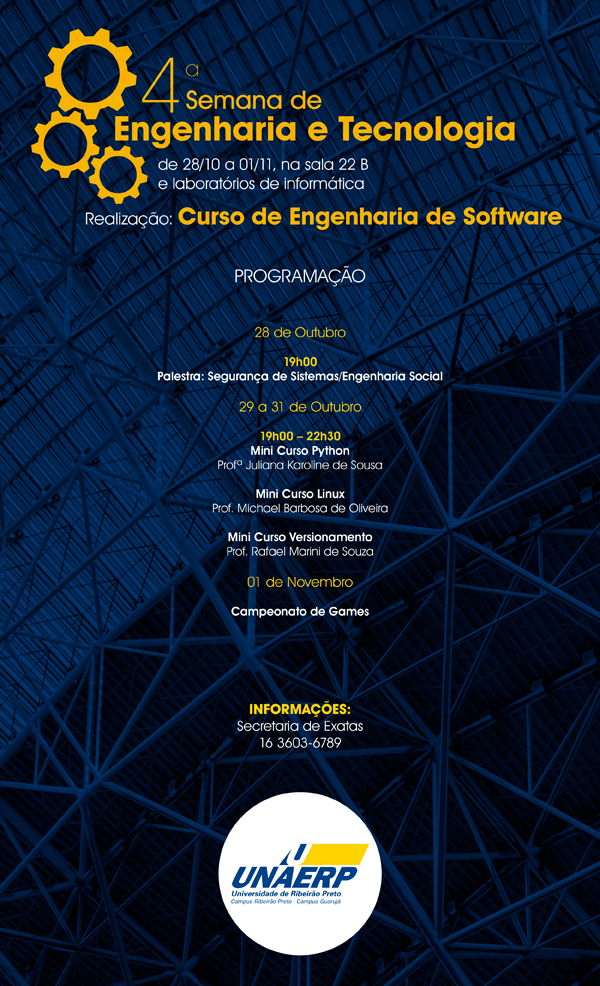 4ª
Semana de
Engenharia e Tecnologia
de 28/10 a 01/11, na sala 22 B
e laboratórios de informática
Realização: Curso de Engenharia de Software
PROGRAMAÇÃO
28 de Outubro
19h00
Palestra: Segurança de Sistemas/Engenharia Social
29 a 31 de Outubro
19h00 – 22h30
Mini Curso Python
Profª Juliana Karoline de Sousa
Mini Curso Linux
Prof. Michael Barbosa de Oliveira
Mini Curso Versionamento
Prof. Rafael Marini de Souza
01 de Novembro
Campeonato de Games
INFORMAÇÕES:
Secretaria de Exatas
16 3603-6789
UNAERP
Universidade de Ribeirão Preto
Campus Ribeirão Preto - Campus Guarujá